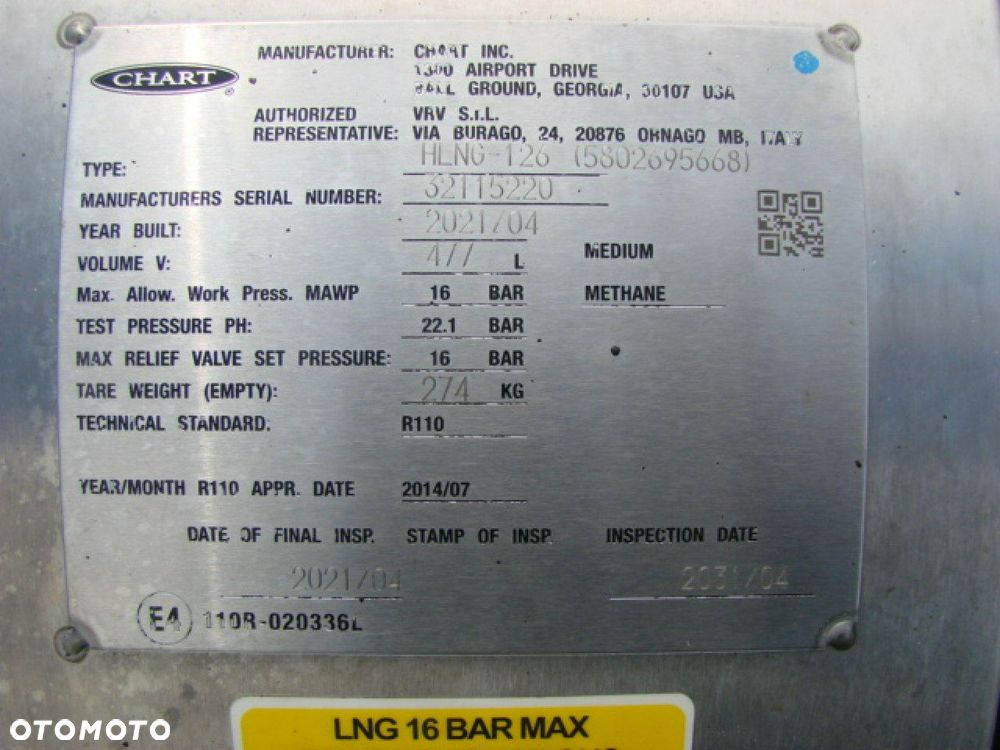 CHART®
MANUFACTURER: CHART INC.
1300 AIRPORT DRIVE
BALL GROUND, GEORGIA, 30107 USA
AUTHORIZED REPRESENTATIVE: VRV S.r.L.
VIA BURAGO, 24, 20876 ORNAGO MB, ITALY
TYPE: HLNG-126 (5802695668)
MANUFACTURERS SERIAL NUMBER: 32115220
YEAR BUILT: 2021/04
VOLUME V: 477 L
MEDIUM
Max. Allow. Work Press. MAWP 16 BAR
METHANE
TEST PRESSURE PH: 22.1 BAR
MAX RELIEF VALVE SET PRESSURE: 16 BAR
TARE WEIGHT (EMPTY): 274 KG
TECHNICAL STANDARD: R110
YEAR/MONTH R110 APPR. DATE 2014/07
DATE OF FINAL INSP. STAMP OF INSP. INSPECTION DATE
2021/04 2031/04
E4 110R-020336L
LNG 16 BAR MAX
OTOMOTO